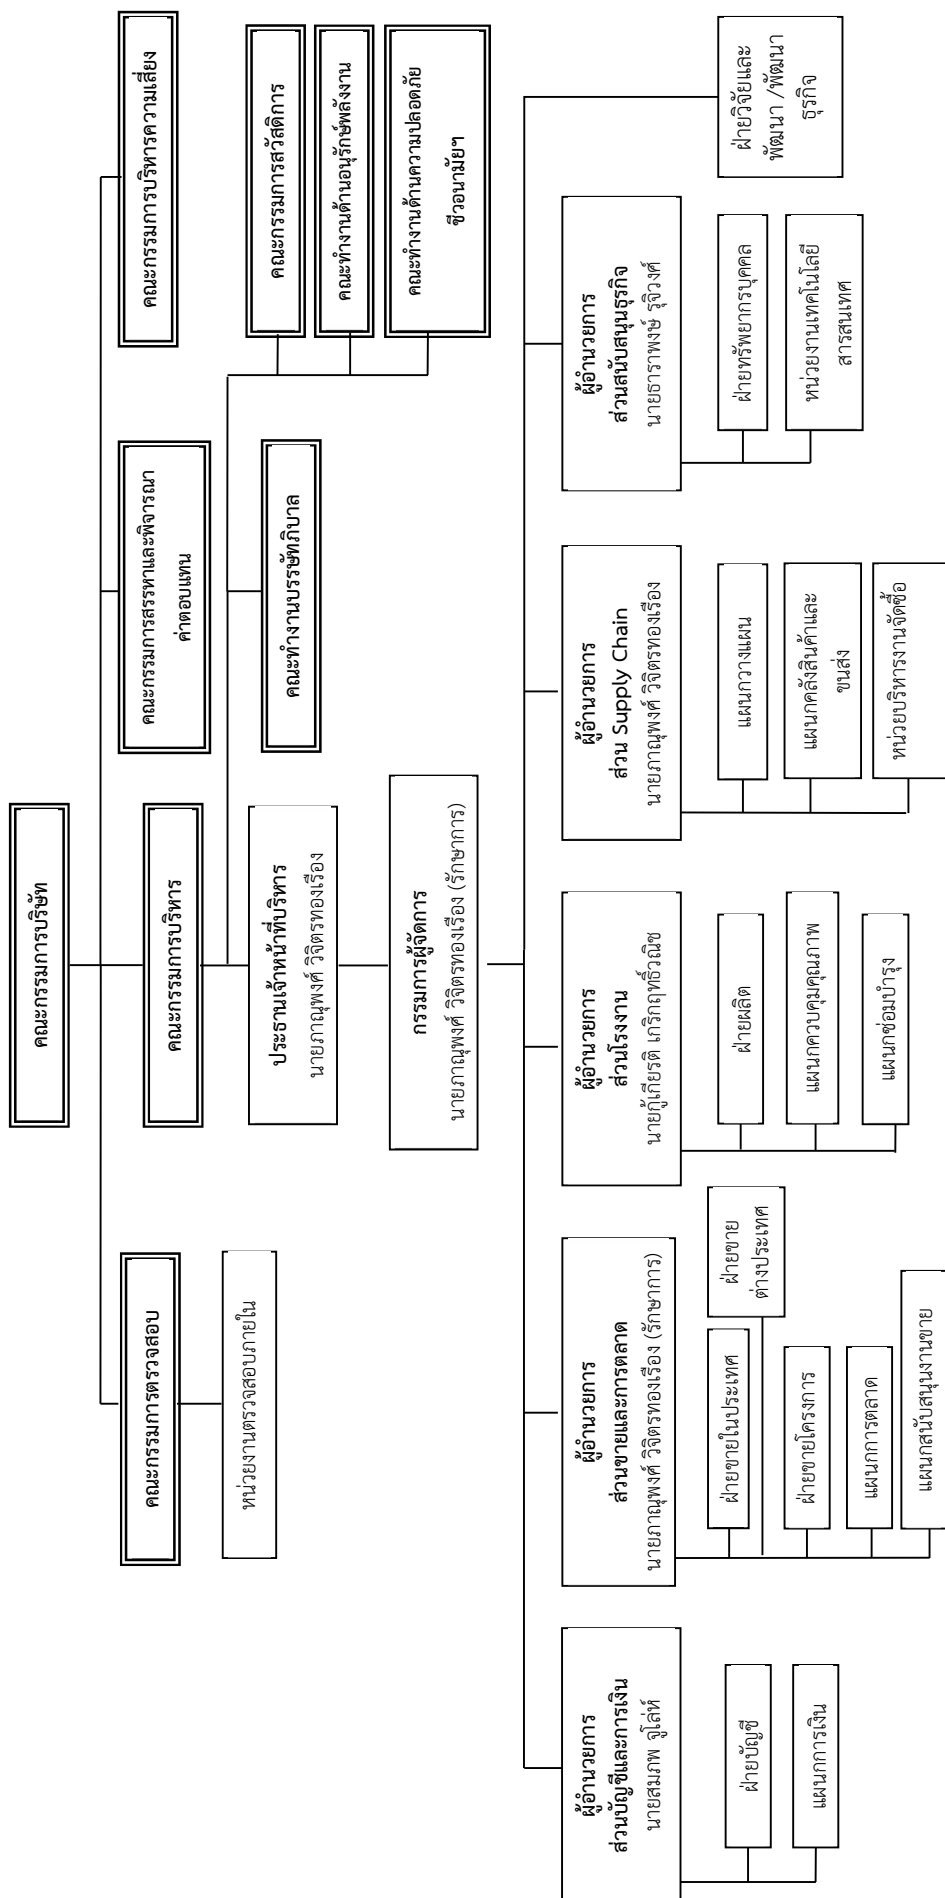 คณะกรรมการบริษัท
คณะกรรมการตรวจสอบ
หน่วยงานตรวจสอบภายใน
คณะกรรมการบริหาร
คณะกรรมการสรรหาและพิจารณา
ค่าตอบแทน
คณะกรรมการบริหารความเสี่ยง
ประธานเจ้าหน้าที่บริหาร
นายภาณุพงศ์ วิจิตรทองเรือง
คณะทำงานบรรษัทภิบาล
คณะกรรมการสวัสดิการ
คณะทำงานด้านอนุรักษ์พลังงาน
คณะทำงานด้านความปลอดภัย
ชีวอนามัยฯ
กรรมการผู้จัดการ
นายภาณุพงศ์ วิจิตรทองเรือง (รักษาการ)
ผู้อำนวยการ
ส่วนบัญชีและการเงิน
นายสมภพ จูโล่ห์
ฝ่ายบัญชี
แผนกการเงิน
ผู้อำนวยการ
ส่วนขายและการตลาด
นายภาณุพงศ์ วิจิตรทองเรือง (รักษาการ)
ฝ่ายขายในประเทศ
ฝ่ายขาย
ต่างประเทศ
ฝ่ายขายโครงการ
แผนกการตลาด
แผนกสนับสนุนงานขาย
ผู้อำนวยการ
ส่วนโรงงาน
นายกู้เกียรติ เกริกฤทธิ์วณิช
ฝ่ายผลิต
แผนกควบคุมคุณภาพ
แผนกซ่อมบำรุง
ผู้อำนวยการ
ส่วน Supply Chain
นายภาณุพงศ์ วิจิตรทองเรือง
แผนกวางแผน
แผนกคลังสินค้าและ
ขนส่ง
หน่วยบริหารงานจัดซื้อ
ผู้อำนวยการ
ส่วนสนับสนุนธุรกิจ
นายธาราพงษ์ รุจิวงศ์
ฝ่ายทรัพยากรบุคคล
หน่วยงานเทคโนโลยี
สารสนเทศ
ฝ่ายวิจัยและ
พัฒนา /พัฒนา
ธุรกิจ